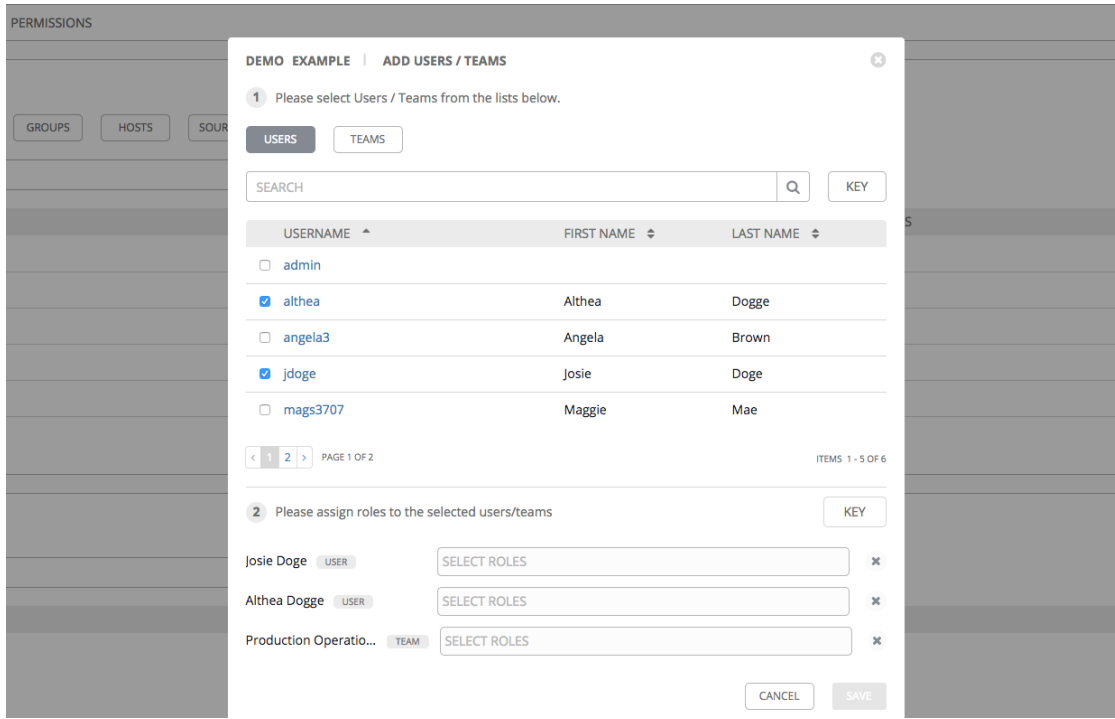 PERMISSIONS
DEMO EXAMPLE | ADD USERS / TEAMS
1 Please select Users / Teams from the lists below.
GROUPS HOSTS
USERS TEAMS
SEARCH KEY
USERNAME FIRST NAME LAST NAME
admin
althea Althea Dogge
angela3 Angela Brown
jdoge Josie Doge
mags3707 Maggie Mae
< 1 2 > PAGE 1 OF 2 ITEMS 1 - 5 OF 6
2 Please assign roles to the selected users/teams KEY
Josie Doge USER SELECT ROLES
Althea Dogge USER SELECT ROLES
Production Operatio... TEAM SELECT ROLES
CANCEL SAVE